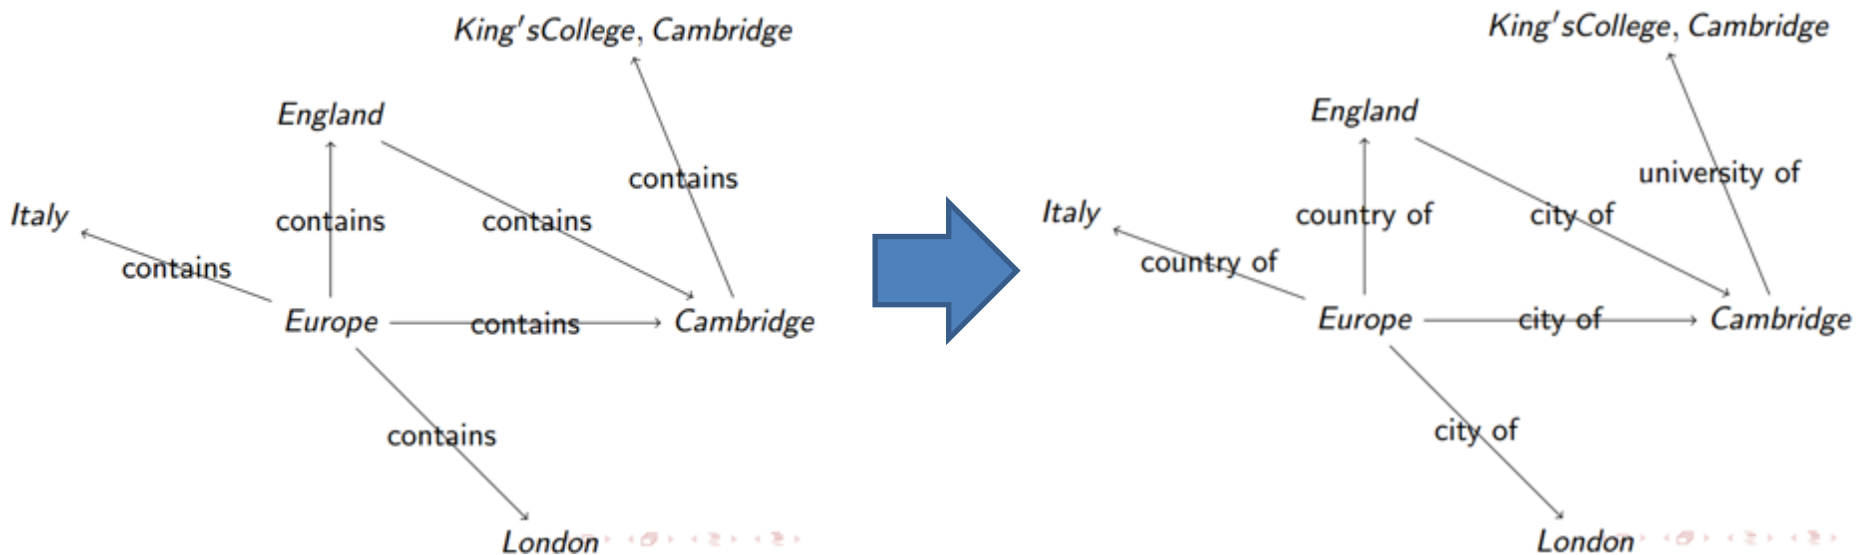 King'sCollege, Cambridge
England
contains
Italy
contains
contains
contains
Europe
contains
Cambridge
contains
London
King'sCollege, Cambridge
England
university of
Italy
country of
city of
country of
Europe
city of
Cambridge
city of
London